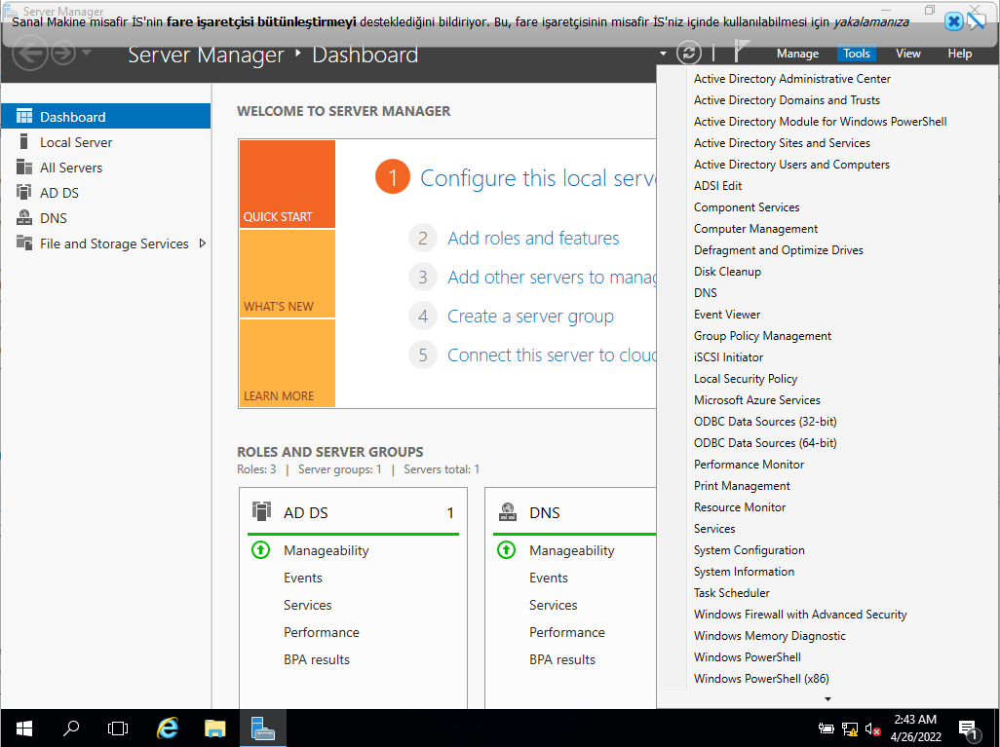 Server Manager
Sanal Makine misafir İS'nin fare işaretçisi bütünleştirmeyi desteklediğini bildiriyor. Bu, fare işaretçisinin misafir İS'niz içinde kullanılabilmesi için yakalamanıza
Server Manager ‣ Dashboard
Manage Tools View Help
Dashboard
Local Server
All Servers
AD DS
DNS
File and Storage Services
WELCOME TO SERVER MANAGER
QUICK START
WHAT'S NEW
LEARN MORE
1 Configure this local serve
2 Add roles and features
3 Add other servers to manag
4 Create a server group
5 Connect this server to cloud
ROLES AND SERVER GROUPS
Roles: 3 | Server groups: 1 | Servers total: 1
AD DS 1
Manageability
Events
Services
Performance
BPA results
DNS
Manageability
Events
Services
Performance
BPA results
Active Directory Administrative Center
Active Directory Domains and Trusts
Active Directory Module for Windows PowerShell
Active Directory Sites and Services
Active Directory Users and Computers
ADSI Edit
Component Services
Computer Management
Defragment and Optimize Drives
Disk Cleanup
DNS
Event Viewer
Group Policy Management
iSCSI Initiator
Local Security Policy
Microsoft Azure Services
ODBC Data Sources (32-bit)
ODBC Data Sources (64-bit)
Performance Monitor
Print Management
Resource Monitor
Services
System Configuration
System Information
Task Scheduler
Windows Firewall with Advanced Security
Windows Memory Diagnostic
Windows PowerShell
Windows PowerShell (x86)
2:43 AM
4/26/2022
1